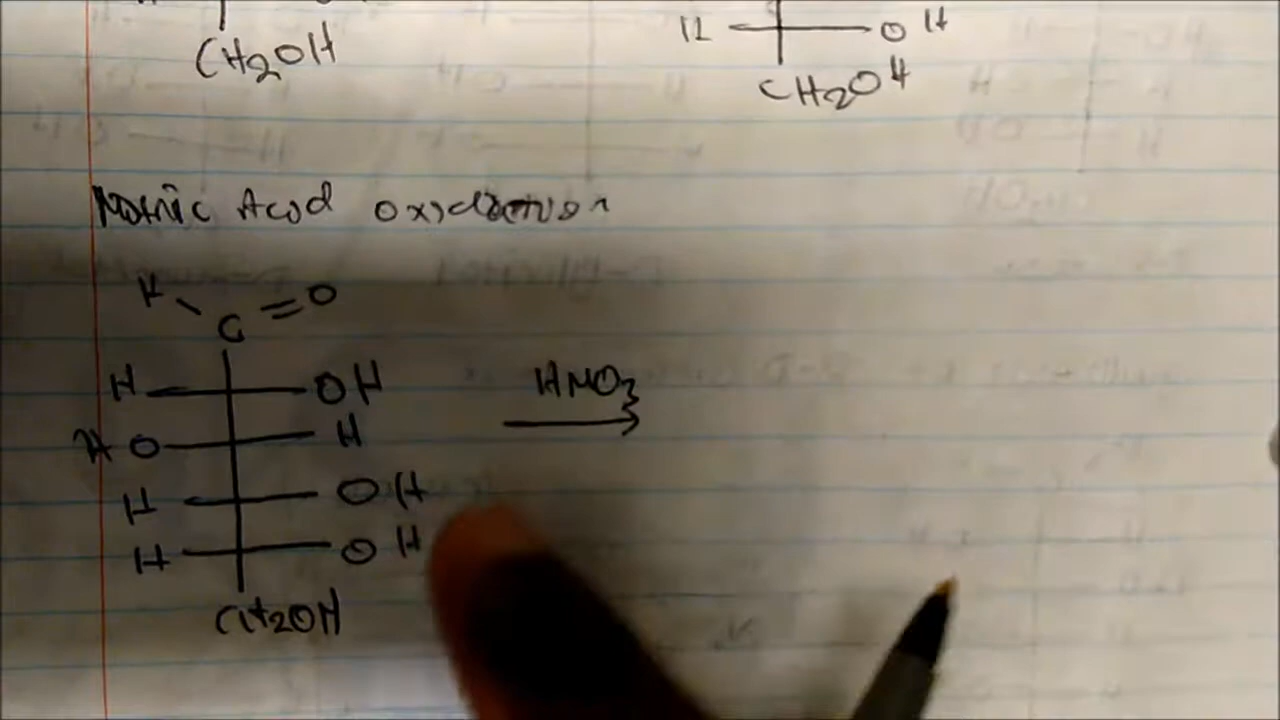 CH2OH
H OH
CH2OH
Nitric Acid oxidation
H C =O
H OH
HNO3
HO H
H OH
H OH
CH2OH